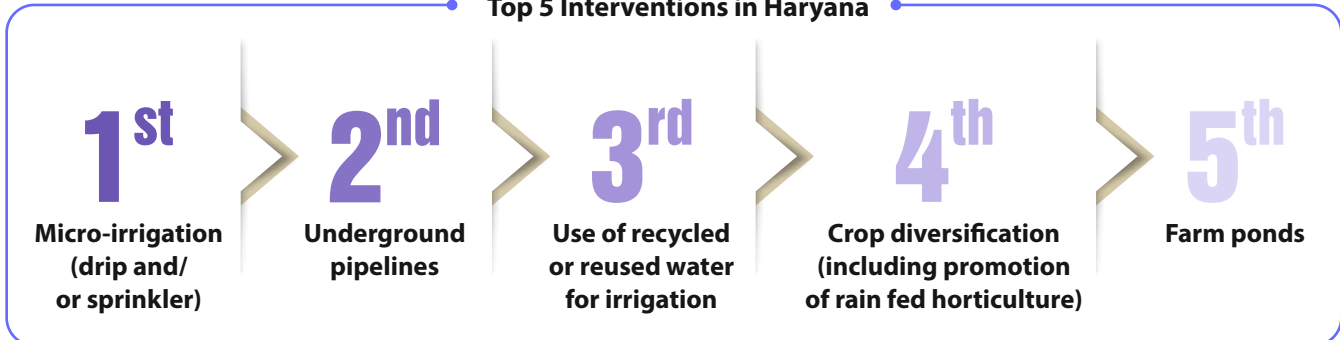 Top 5 Interventions in Haryana
1st
Micro-irrigation
(drip and/
or sprinkler)
2nd
Underground
pipelines
3rd
Use of recycled
or reused water
for irrigation
4th
Crop diversification
(including promotion
of rain fed horticulture)
5th
Farm ponds